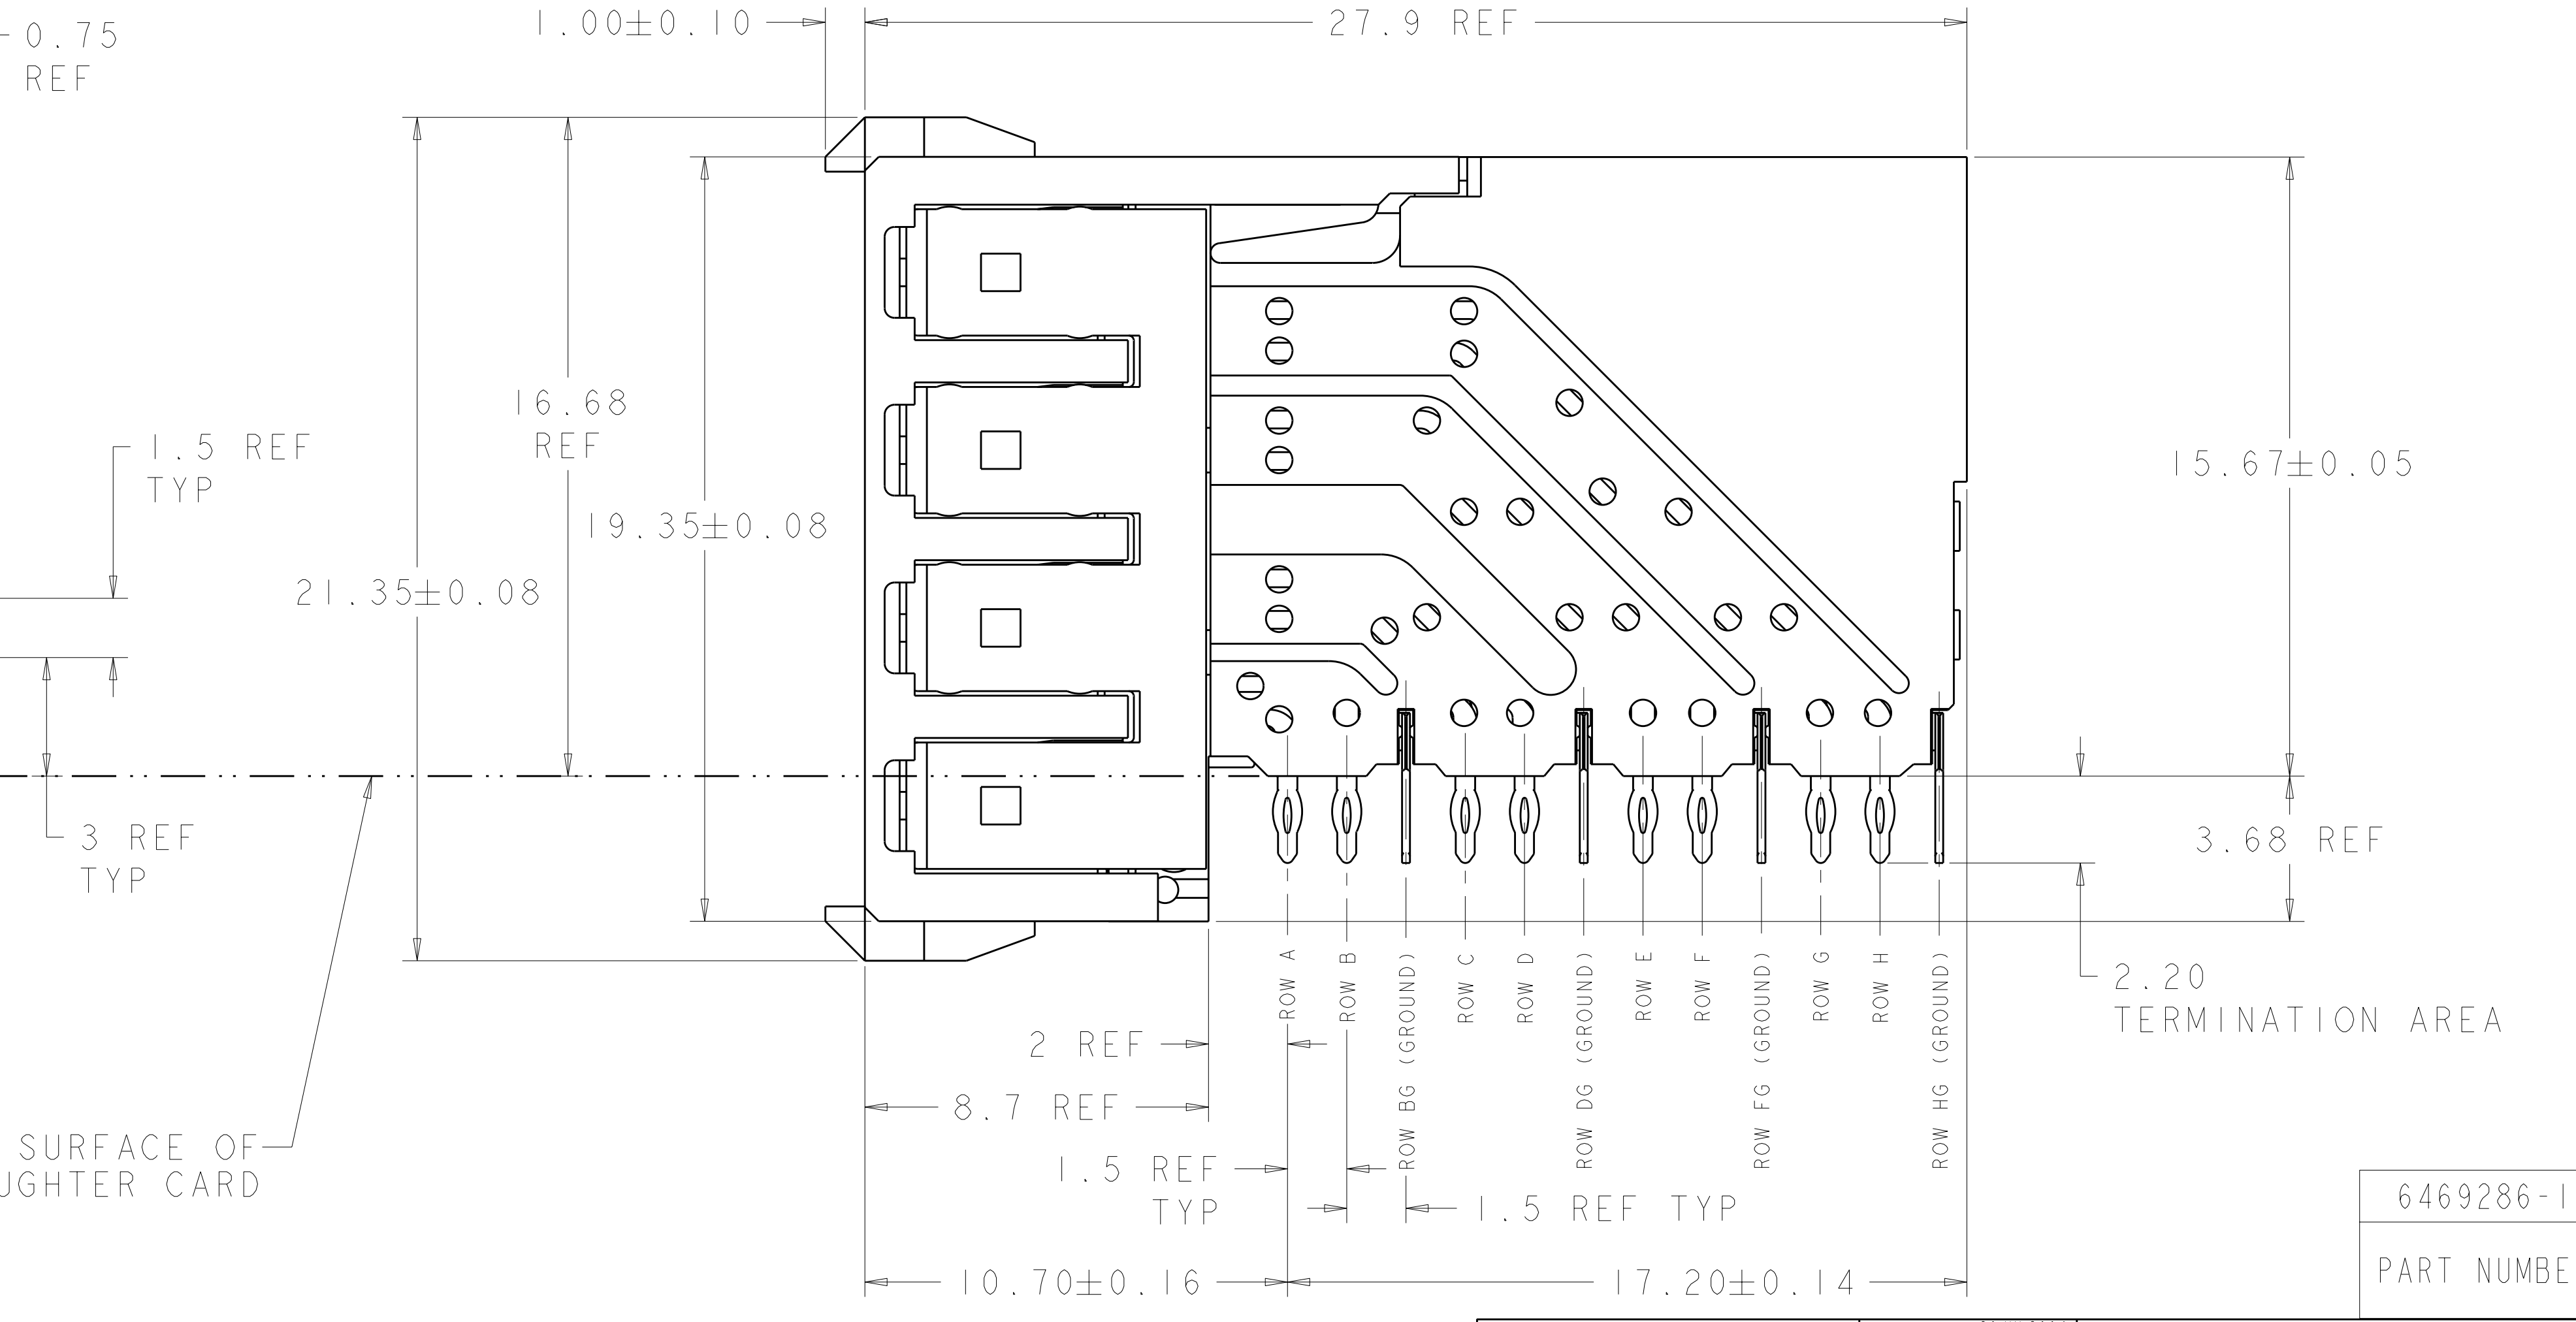 0.75
REF
1.00±0.10
27.9 REF
16.68
REF
1.5 REF
TYP
15.67±0.05
19.35±0.08
21.35±0.08
3 REF
TYP
3.68 REF
ROW A
ROW B
ROW BG (GROUND)
ROW C
ROW D
ROW DG (GROUND)
ROW E
ROW F
ROW FG (GROUND)
ROW G
ROW H
ROW HG (GROUND)
2.20
TERMINATION AREA
2 REF
8.7 REF
SURFACE OF
UGHTER CARD
1.5 REF
TYP
1.5 REF TYP
6469286-1
PART NUMBE
10.70±0.16
17.20±0.14